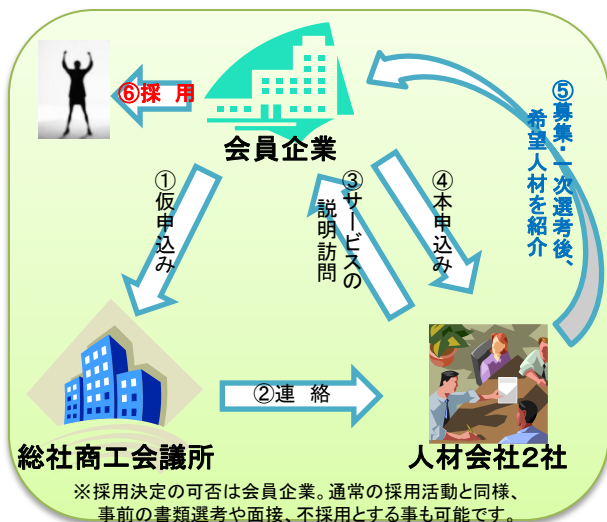 ⑥採　用
会員企業
⑤募集・一次選考後、
希望人材を紹介
①仮申込み
③サービスの
説明訪問
④本申込み
②連　絡
総社商工会議所
人材会社2社
※採用決定の可否は会員企業。通常の採用活動と同様、
事前の書類選考や面接、不採用とする事も可能です。